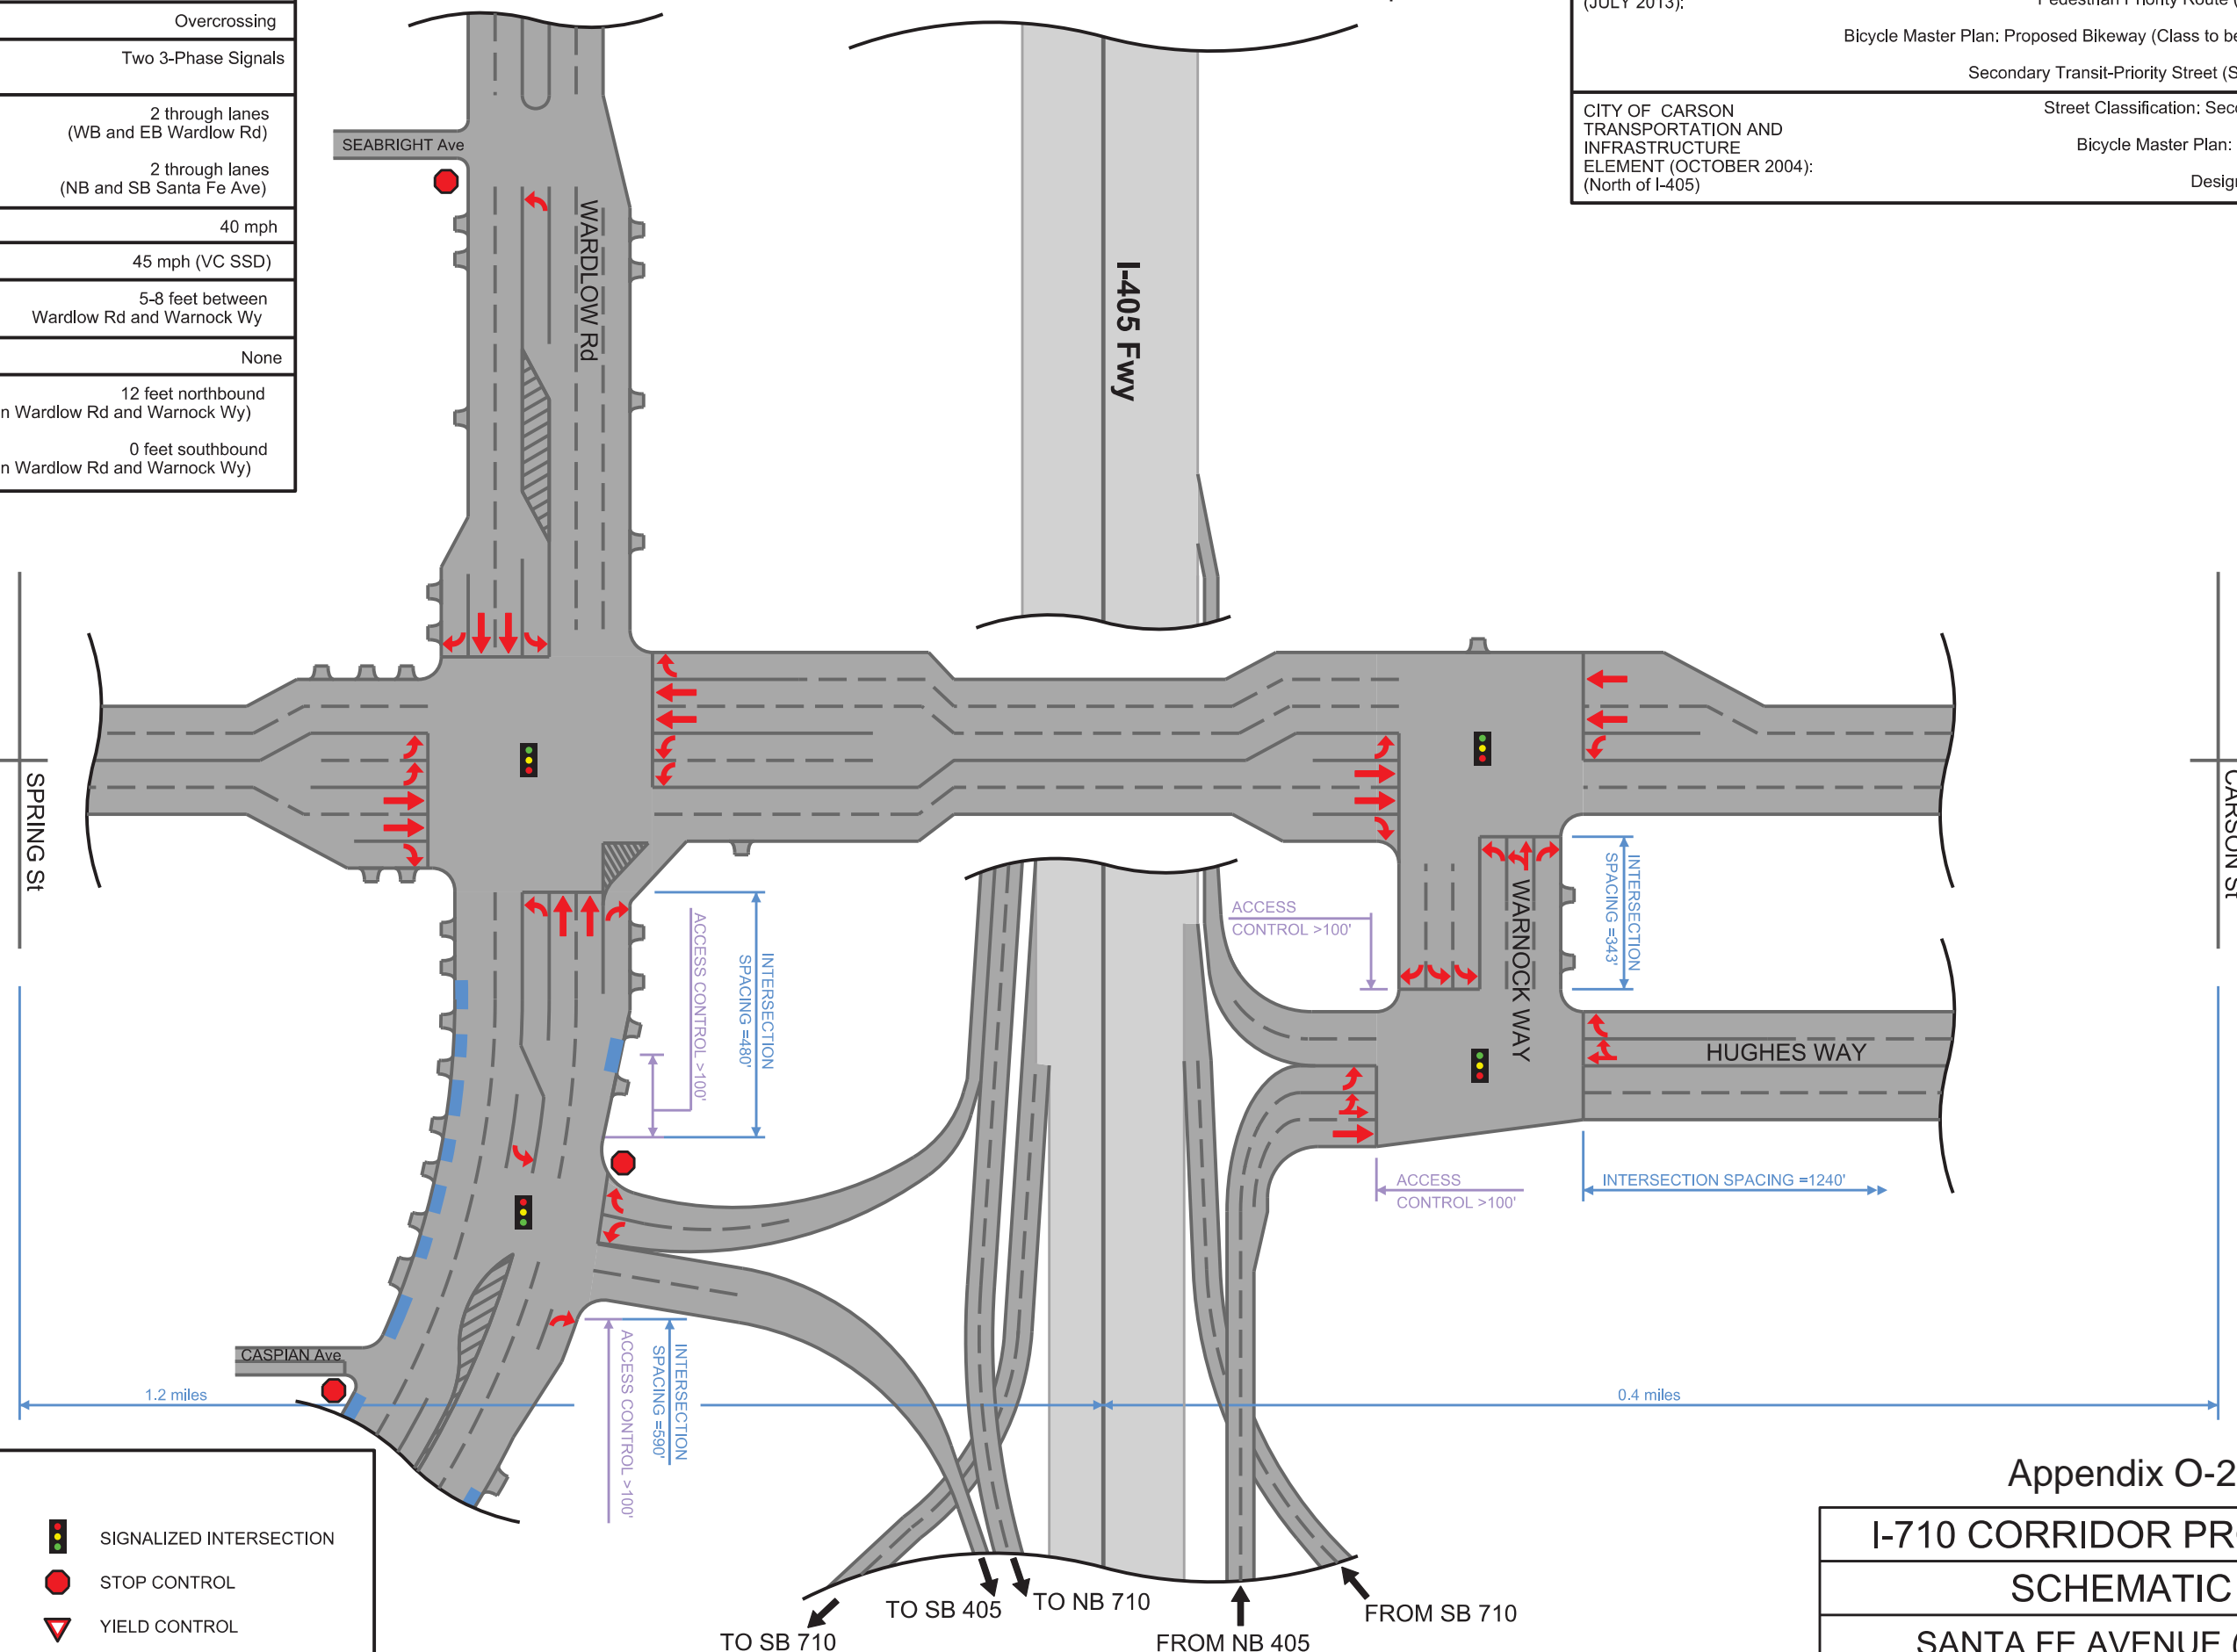 Overcrossing
Two 3-Phase Signals
2 through lanes
(WB and EB Wardlow Rd)
2 through lanes
(NB and SB Santa Fe Ave)
40 mph
45 mph (VC SSD)
5-8 feet between
Wardlow Rd and Warnock Wy
None
12 feet northbound
n Wardlow Rd and Warnock Wy)
0 feet southbound
n Wardlow Rd and Warnock Wy)
(JULY 2013):
Pedestrian Priority Route (
Bicycle Master Plan: Proposed Bikeway (Class to be
Secondary Transit-Priority Street (S
CITY OF CARSON
TRANSPORTATION AND
INFRASTRUCTURE
ELEMENT (OCTOBER 2004):
(North of I-405)
Street Classification: Seco
Bicycle Master Plan:
Design
SEABRIGHT Ave
WARDLOW Rd
I-405 Fwy
SPRING St
CARSON St
ACCESS CONTROL >100'
INTERSECTION
SPACING =480'
ACCESS
CONTROL >100'
WARNOCK WAY
INTERSECTION
SPACING =343'
HUGHES WAY
ACCESS
CONTROL >100'
INTERSECTION SPACING =1240'
CASPIAN Ave
1.2 miles
ACCESS CONTROL >100'
INTERSECTION
SPACING =590'
0.4 miles
SIGNALIZED INTERSECTION
STOP CONTROL
YIELD CONTROL
TO SB 710
TO SB 405
TO NB 710
FROM NB 405
FROM SB 710
Appendix O-2
I-710 CORRIDOR PR
SCHEMATIC
SANTA FE AVENUE